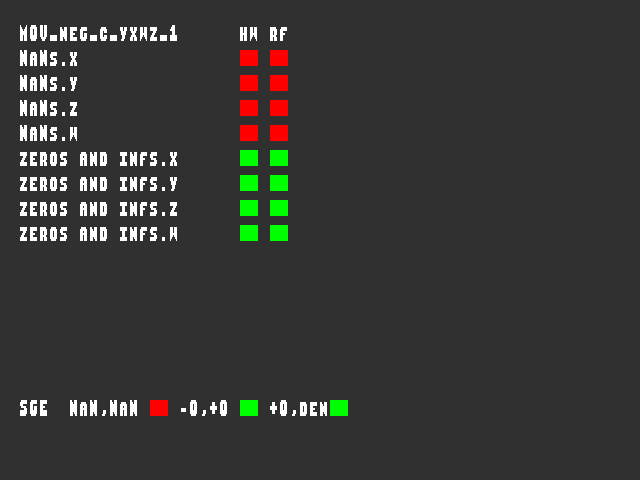 MOV_NEG_C_YXWZ_1 HW RF
NaNs.X
NaNs.Y
NaNs.Z
NaNs.W
ZEROS AND INFS.X
ZEROS AND INFS.Y
ZEROS AND INFS.Z
ZEROS AND INFS.W
SGE NaN,NaN -0,+0 +0,DEN